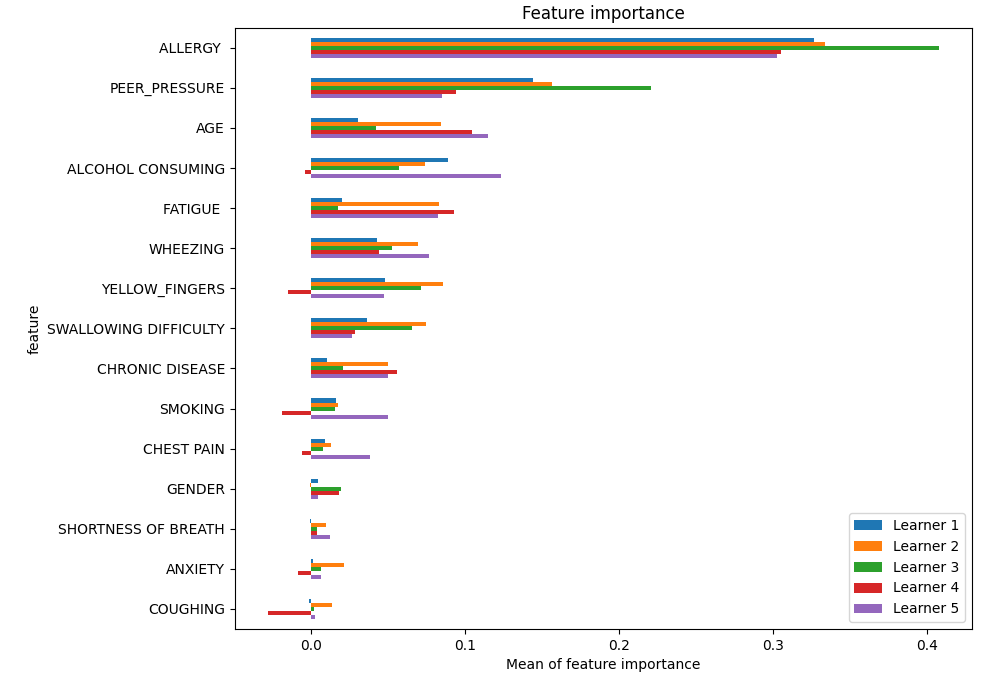 Feature importance
ALLERGY
PEER_PRESSURE
AGE
ALCOHOL CONSUMING
FATIGUE
WHEEZING
YELLOW_FINGERS
SWALLOWING DIFFICULTY
CHRONIC DISEASE
SMOKING
CHEST PAIN
GENDER
SHORTNESS OF BREATH
ANXIETY
COUGHING
feature
Learner 1
Learner 2
Learner 3
Learner 4
Learner 5
0.0 0.1 0.2 0.3 0.4
Mean of feature importance